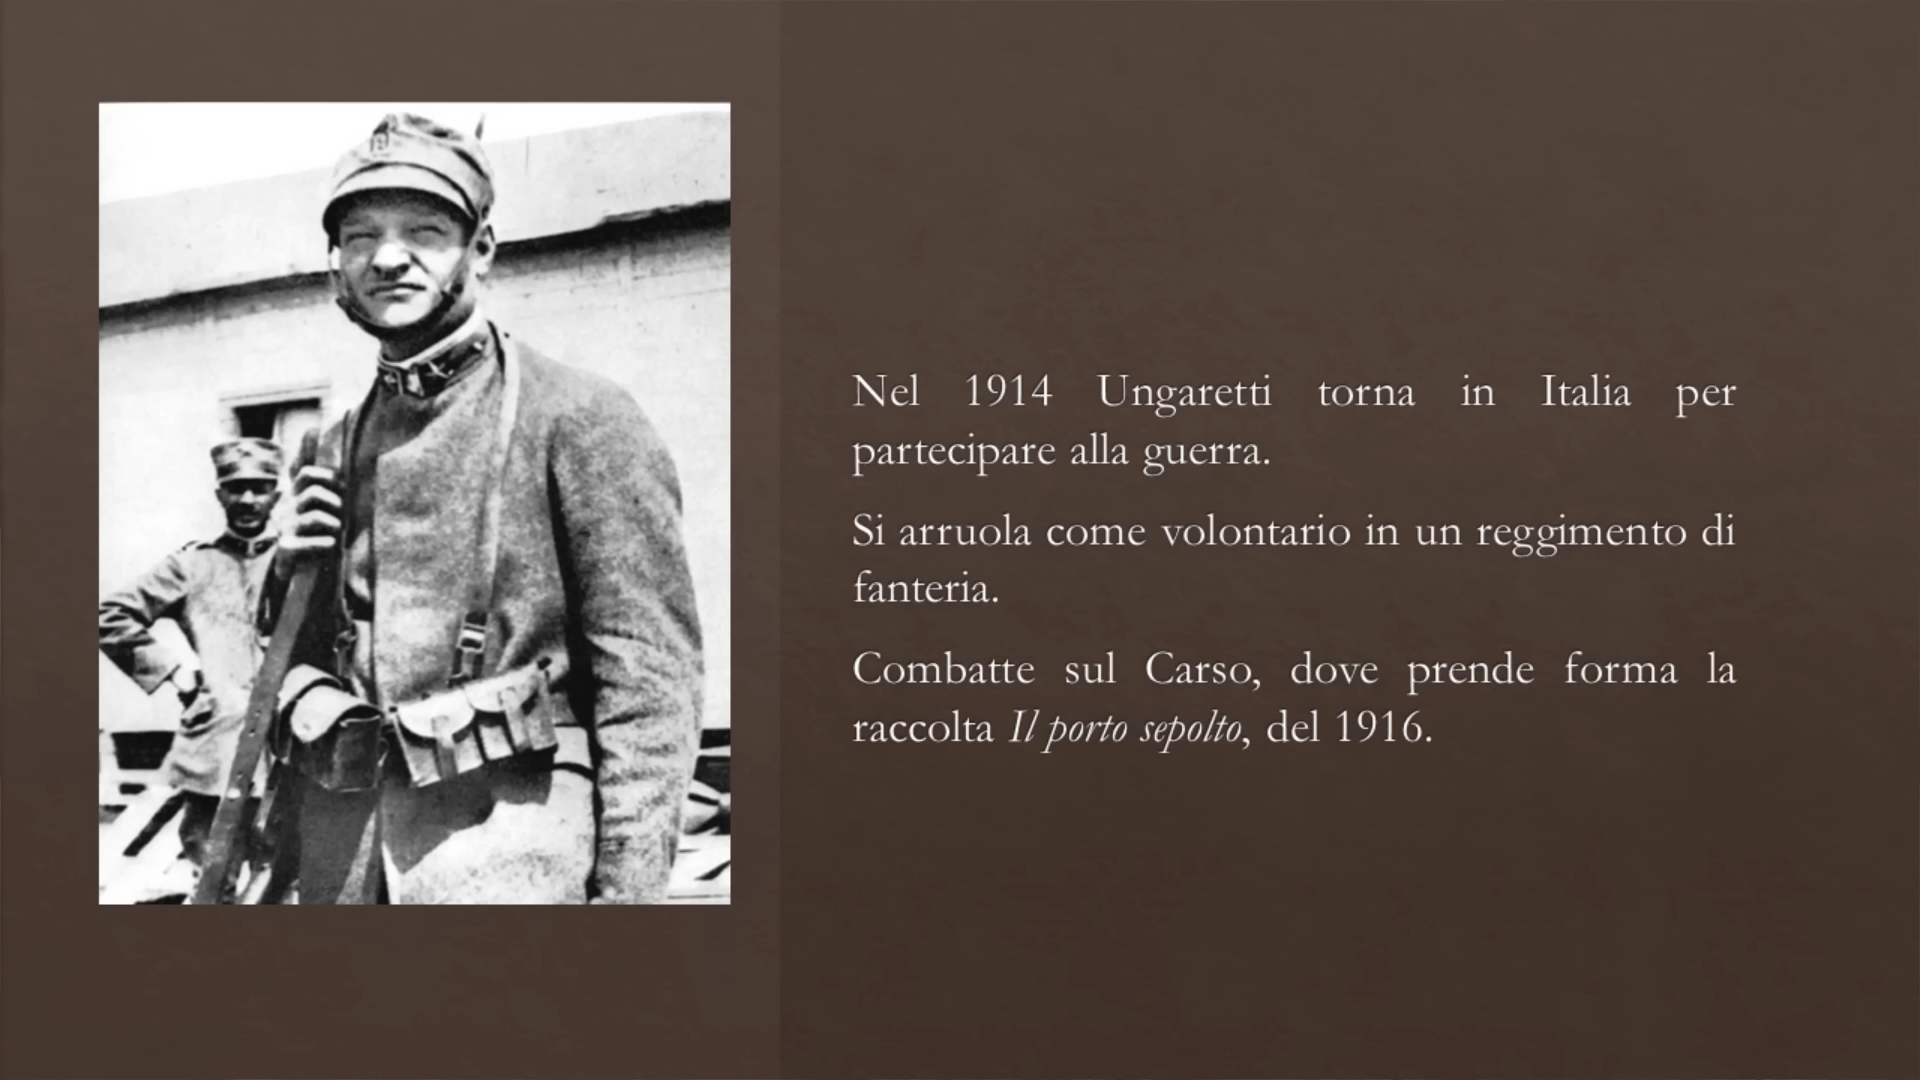 Nel 1914 Ungaretti torna in Italia per
partecipare alla guerra.
Si arruola come volontario in un reggimento di
fanteria.
Combatte sul Carso, dove prende forma la
raccolta Il porto sepolto, del 1916.